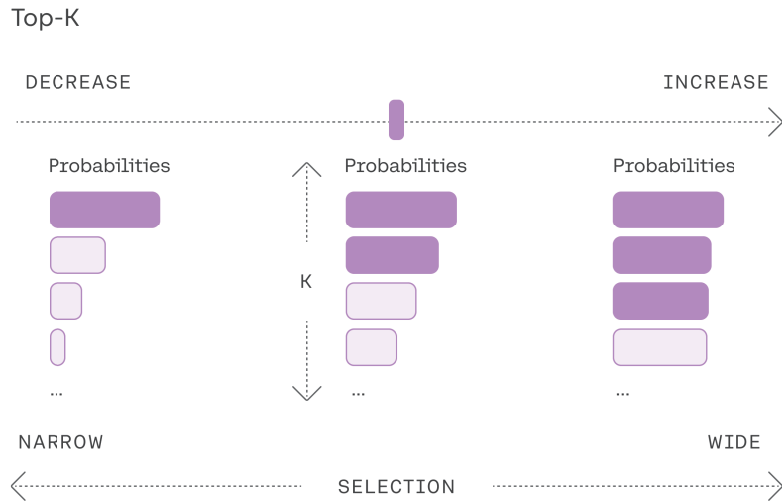 Top-K
DECREASE INCREASE
Probabilities Probabilities Probabilities
K
... ... ...
NARROW WIDE
SELECTION